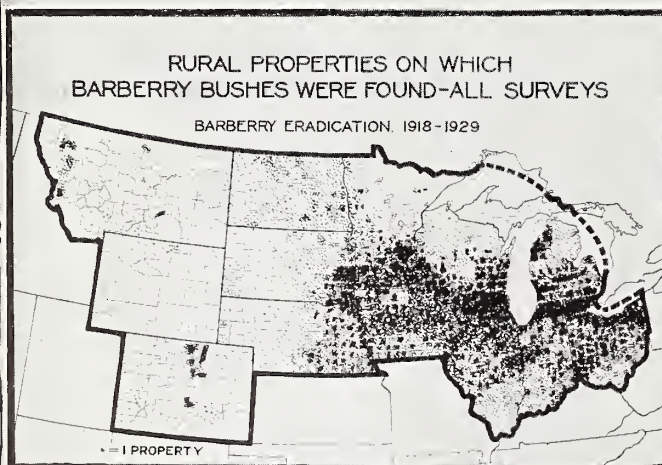 RURAL PROPERTIES ON WHICH
BARBERRY BUSHES WERE FOUND-ALL SURVEYS
BARBERRY ERADICATION, 1918-1929
• = 1 PROPERTY